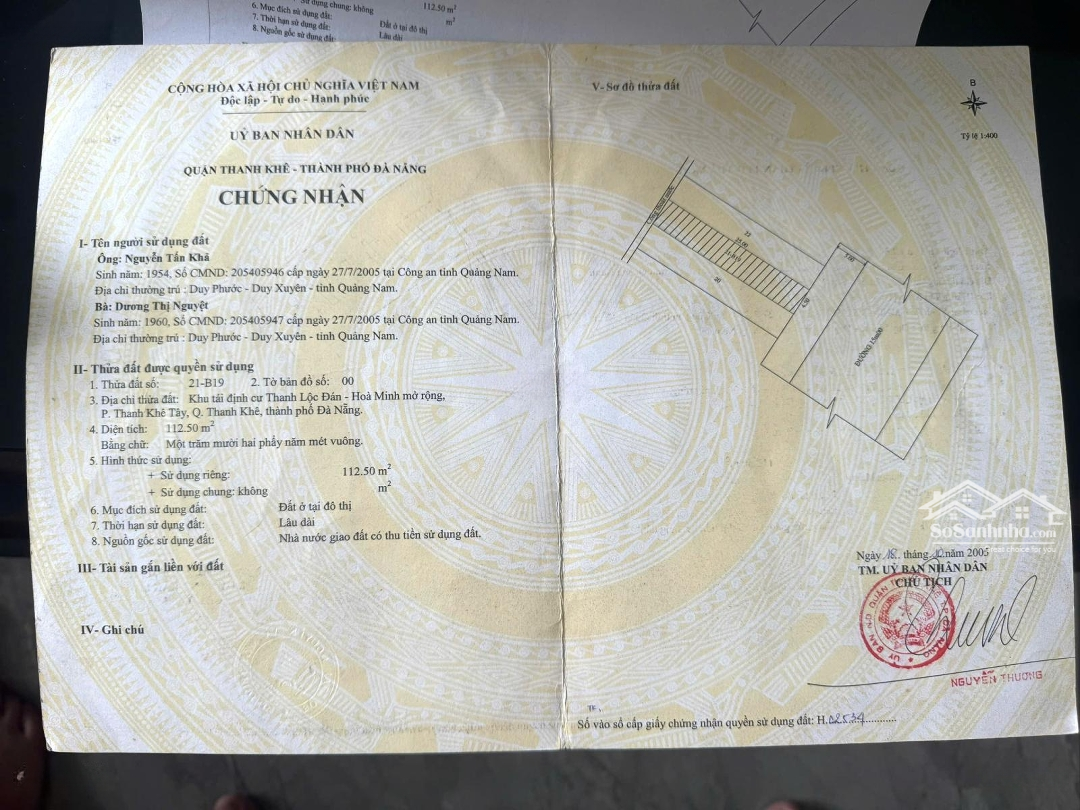 Sử dụng chung: không
6. Mục đích sử dụng đất:
7. Thời hạn sử dụng đất:
8. Nguồn gốc sử dụng đất:
112.50 m²
m²
Đất ở tại đô thị
Lâu dài
CỘNG HÒA XÃ HỘI CHỦ NGHĨA VIỆT NAM
Độc lập - Tự do - Hạnh phúc
UỶ BAN NHÂN DÂN
QUẬN THANH KHÊ - THÀNH PHỐ ĐÀ NẴNG
CHỨNG NHẬN
I- Tên người sử dụng đất
Ông: Nguyễn Tấn Khả
Sinh năm: 1954, Số CMND: 205405946 cấp ngày 27/7/2005 tại Công an tỉnh Quảng Nam.
Địa chỉ thường trú : Duy Phước - Duy Xuyên - tỉnh Quảng Nam.
Bà: Dương Thị Nguyệt
Sinh năm: 1960, Số CMND: 205405947 cấp ngày 27/7/2005 tại Công an tỉnh Quảng Nam.
Địa chỉ thường trú : Duy Phước - Duy Xuyên - tỉnh Quảng Nam.
II- Thửa đất được quyền sử dụng
1. Thửa đất số: 21-B19 2. Tờ bản đồ số: 00
3. Địa chỉ thửa đất: Khu tái định cư Thanh Lộc Đán - Hoà Minh mở rộng,
P. Thanh Khê Tây, Q. Thanh Khê, thành phố Đà Nẵng.
4. Diện tích: 112.50 m²
Bằng chữ: Một trăm mười hai phẩy năm mét vuông.
5. Hình thức sử dụng:
+ Sử dụng riêng: 112.50 m²
+ Sử dụng chung: không m²
6. Mục đích sử dụng đất: Đất ở tại đô thị
7. Thời hạn sử dụng đất: Lâu dài
8. Nguồn gốc sử dụng đất: Nhà nước giao đất có thu tiền sử dụng đất.
III- Tài sản gắn liền với đất
IV- Ghi chú
V- Sơ đồ thửa đất
B
Tỷ lệ 1:400
25.00
4.50
7.00
ĐƯỜNG 15m00
SoSanhnha.com
Ngày 18. tháng 10 năm 2005
TM. UỶ BAN NHÂN DÂN
CHỦ TỊCH
NGUYỄN THƯƠNG
Số vào sổ cấp giấy chứng nhận quyền sử dụng đất: H.02534...........